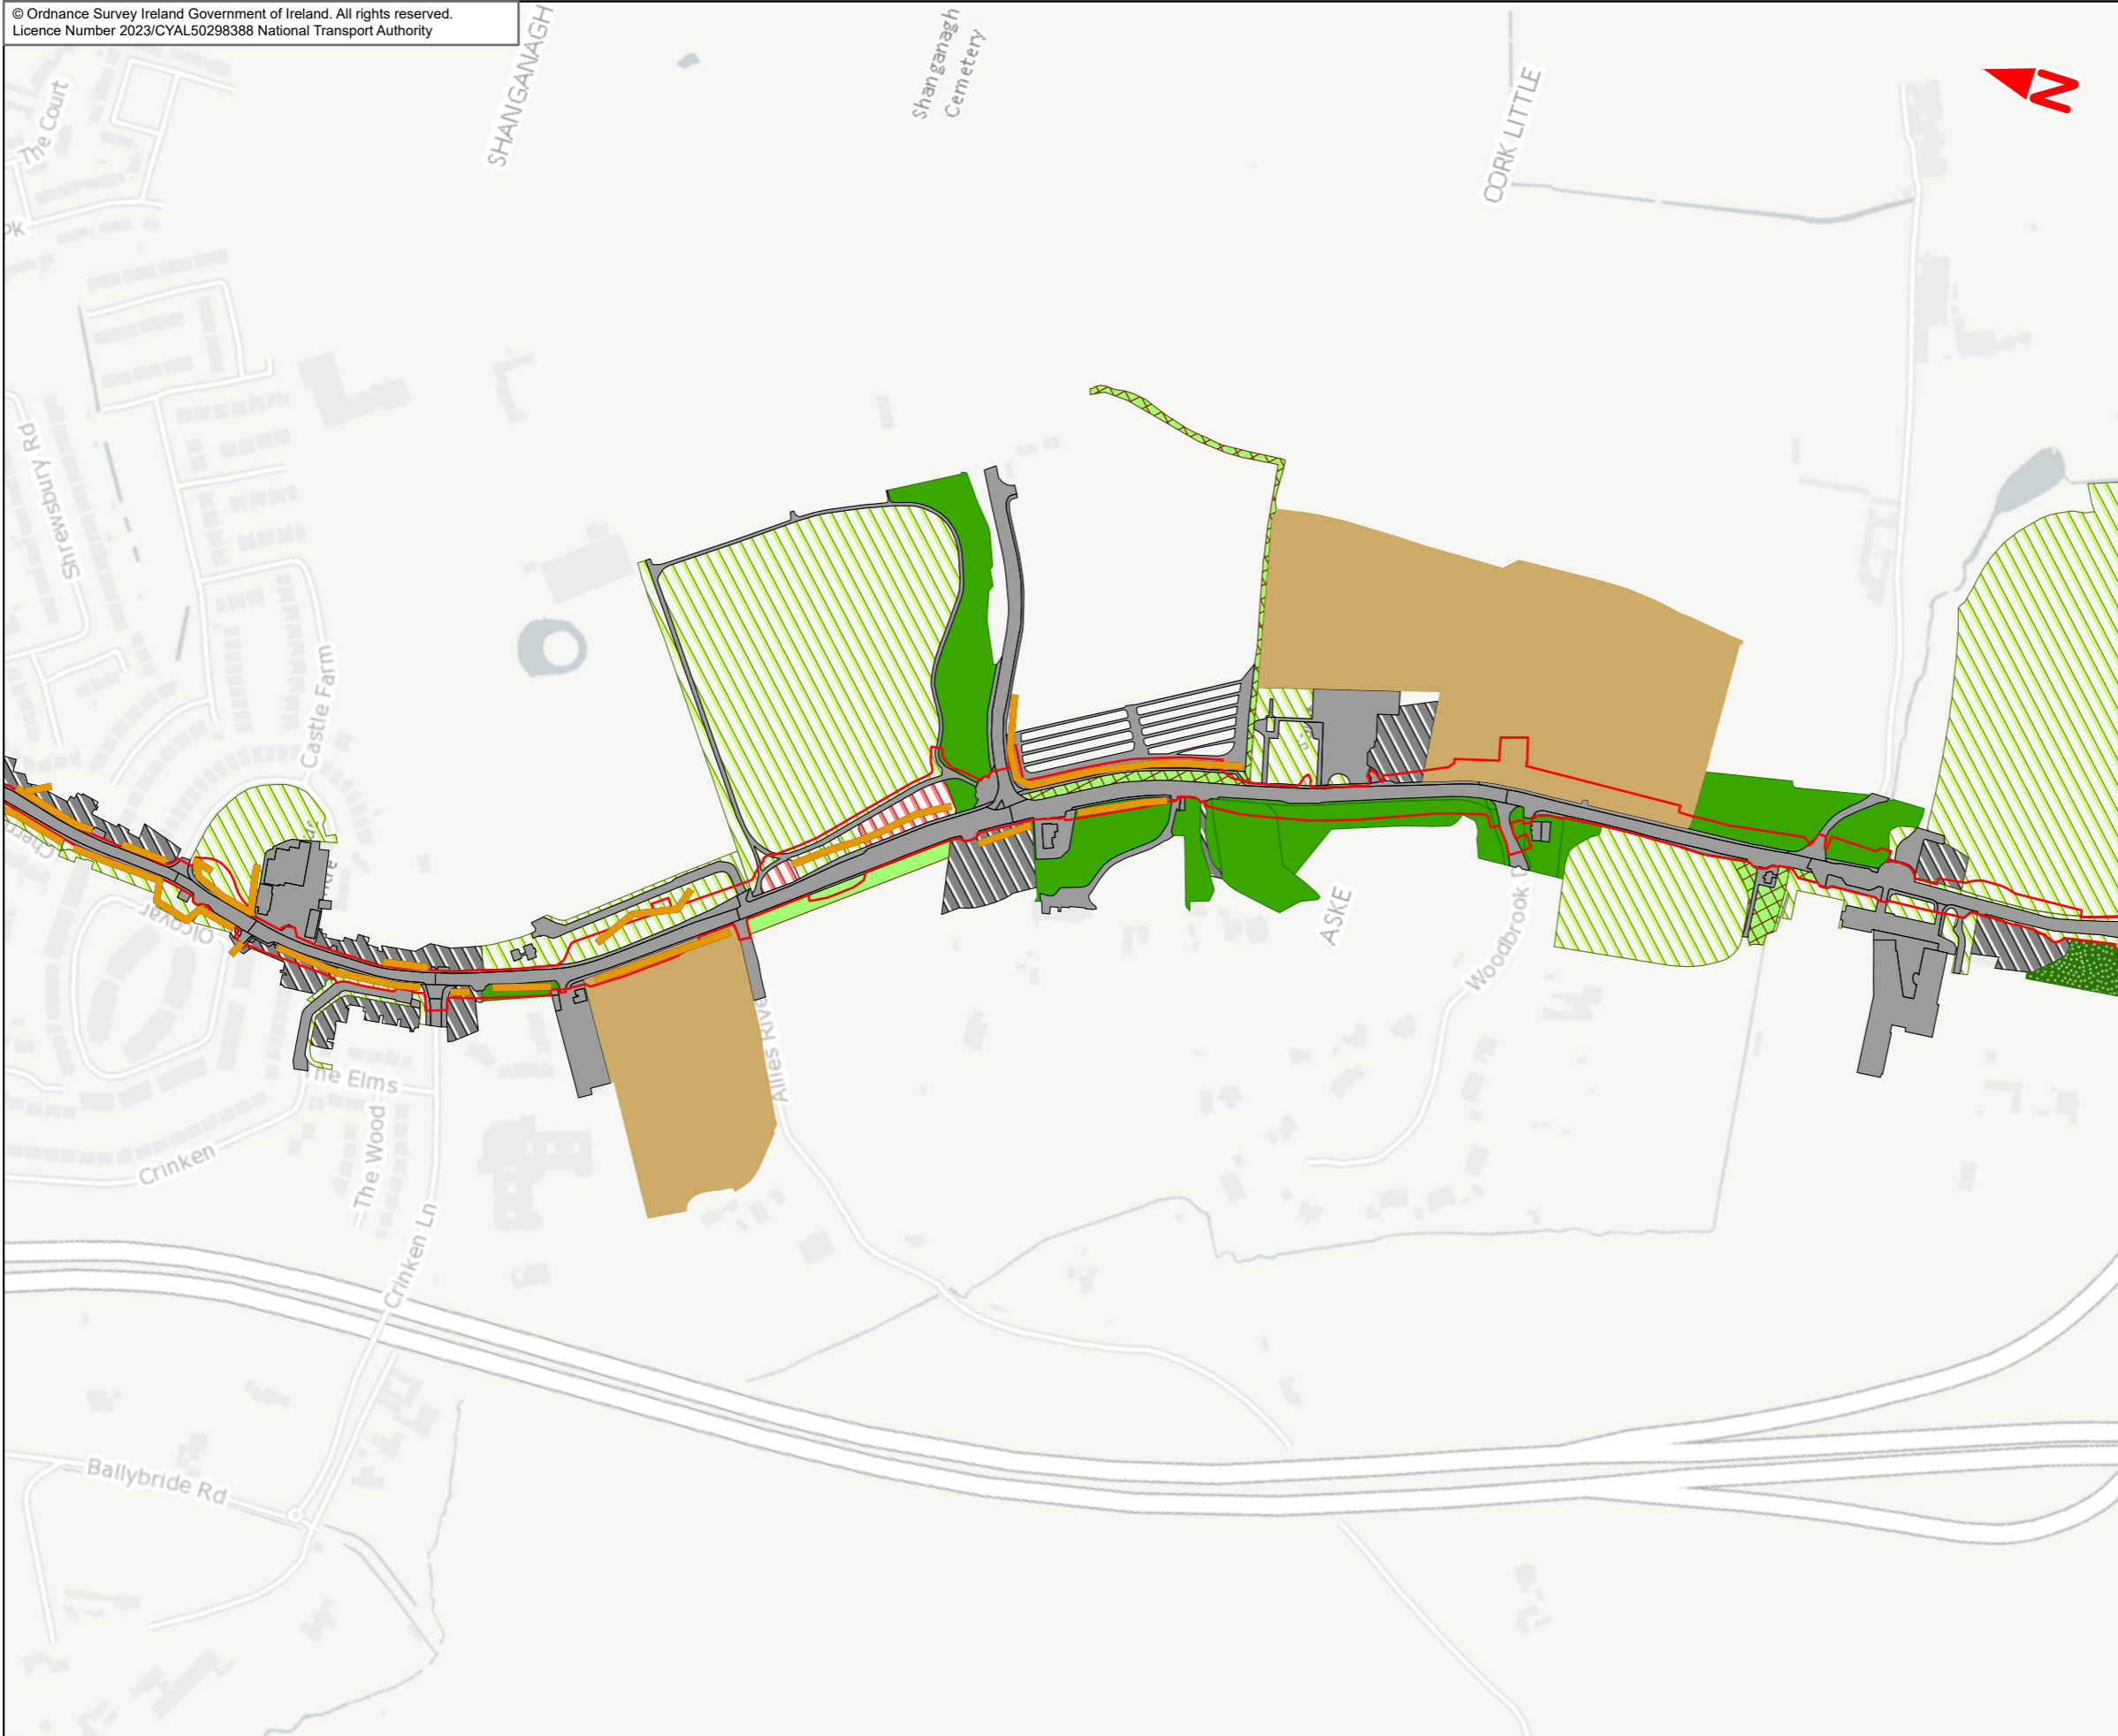 © Ordnance Survey Ireland Government of Ireland. All rights reserved.
Licence Number 2023/CYAL50298388 National Transport Authority
SHANGANAGH
Shanganagh
Cemetery
CORK LITTLE
N
The Court
Pk
Shrewsbury Rd
Castle Farm
Olcovar
The Elms
The Wood
Crinken
Crinken Ln
Allies River
ASKE
Woodbrook D
Ballybride Rd